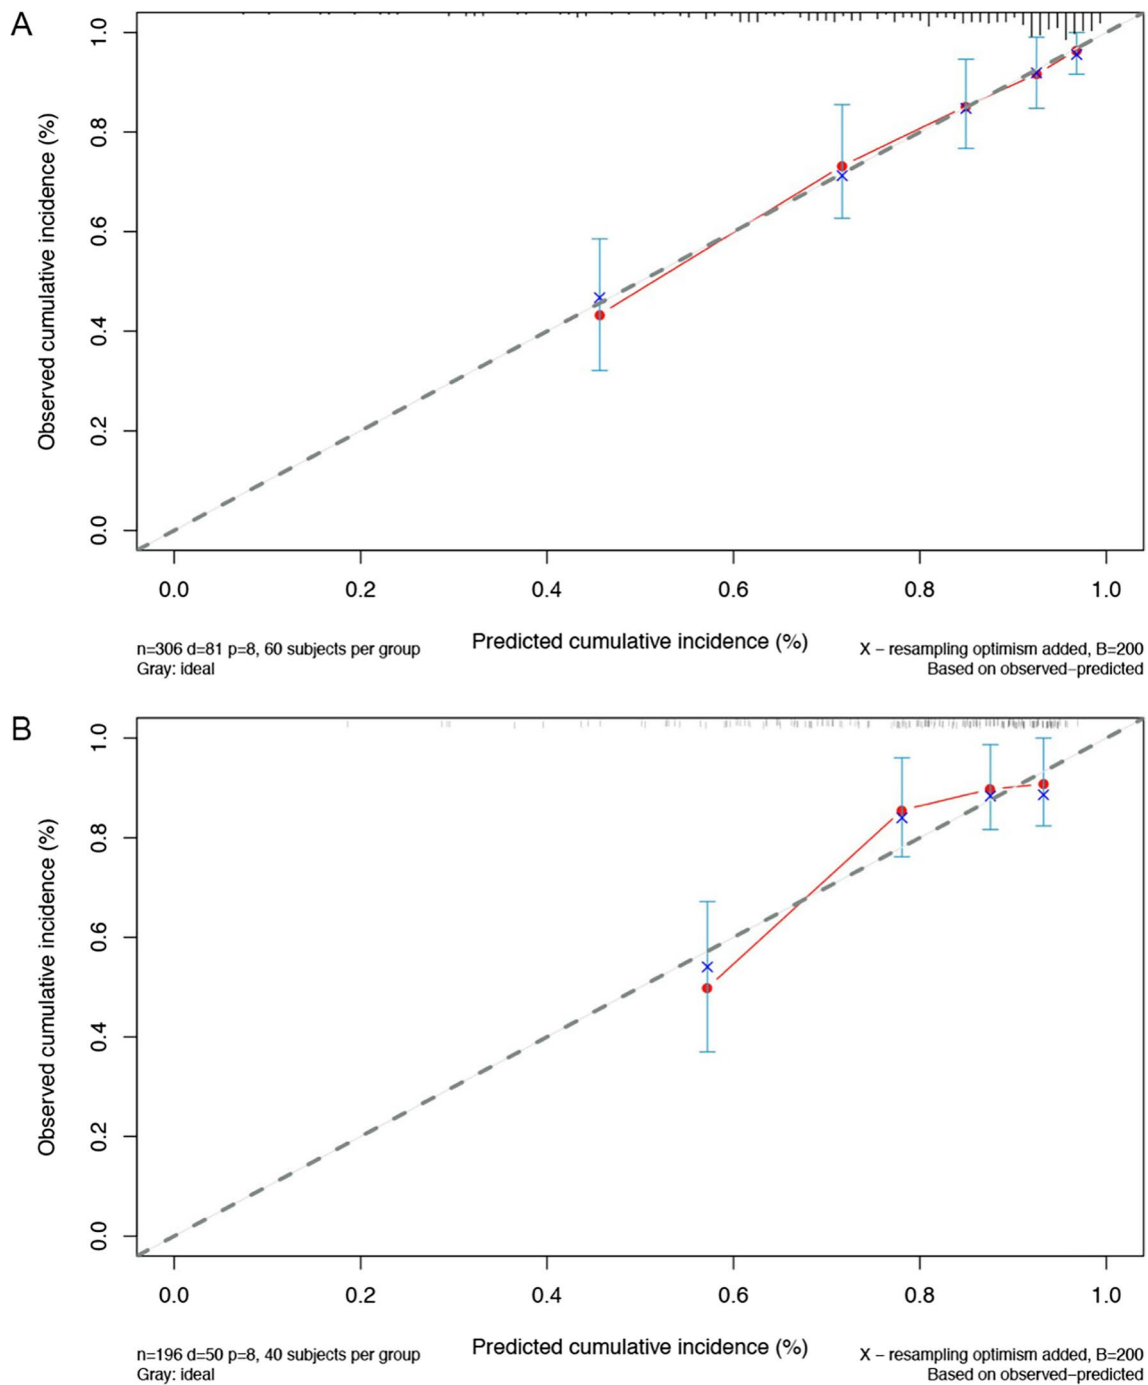 A
Observed cumulative incidence (%)
1.0
0.8
0.6
0.4
0.2
0.0
0.0 0.2 0.4 0.6 0.8 1.0
Predicted cumulative incidence (%)
n=306 d=81 p=8, 60 subjects per group
Gray: ideal
X − resampling optimism added, B=200
Based on observed−predicted
B
Observed cumulative incidence (%)
1.0
0.8
0.6
0.4
0.2
0.0
0.0 0.2 0.4 0.6 0.8 1.0
Predicted cumulative incidence (%)
n=196 d=50 p=8, 40 subjects per group
Gray: ideal
X − resampling optimism added, B=200
Based on observed−predicted